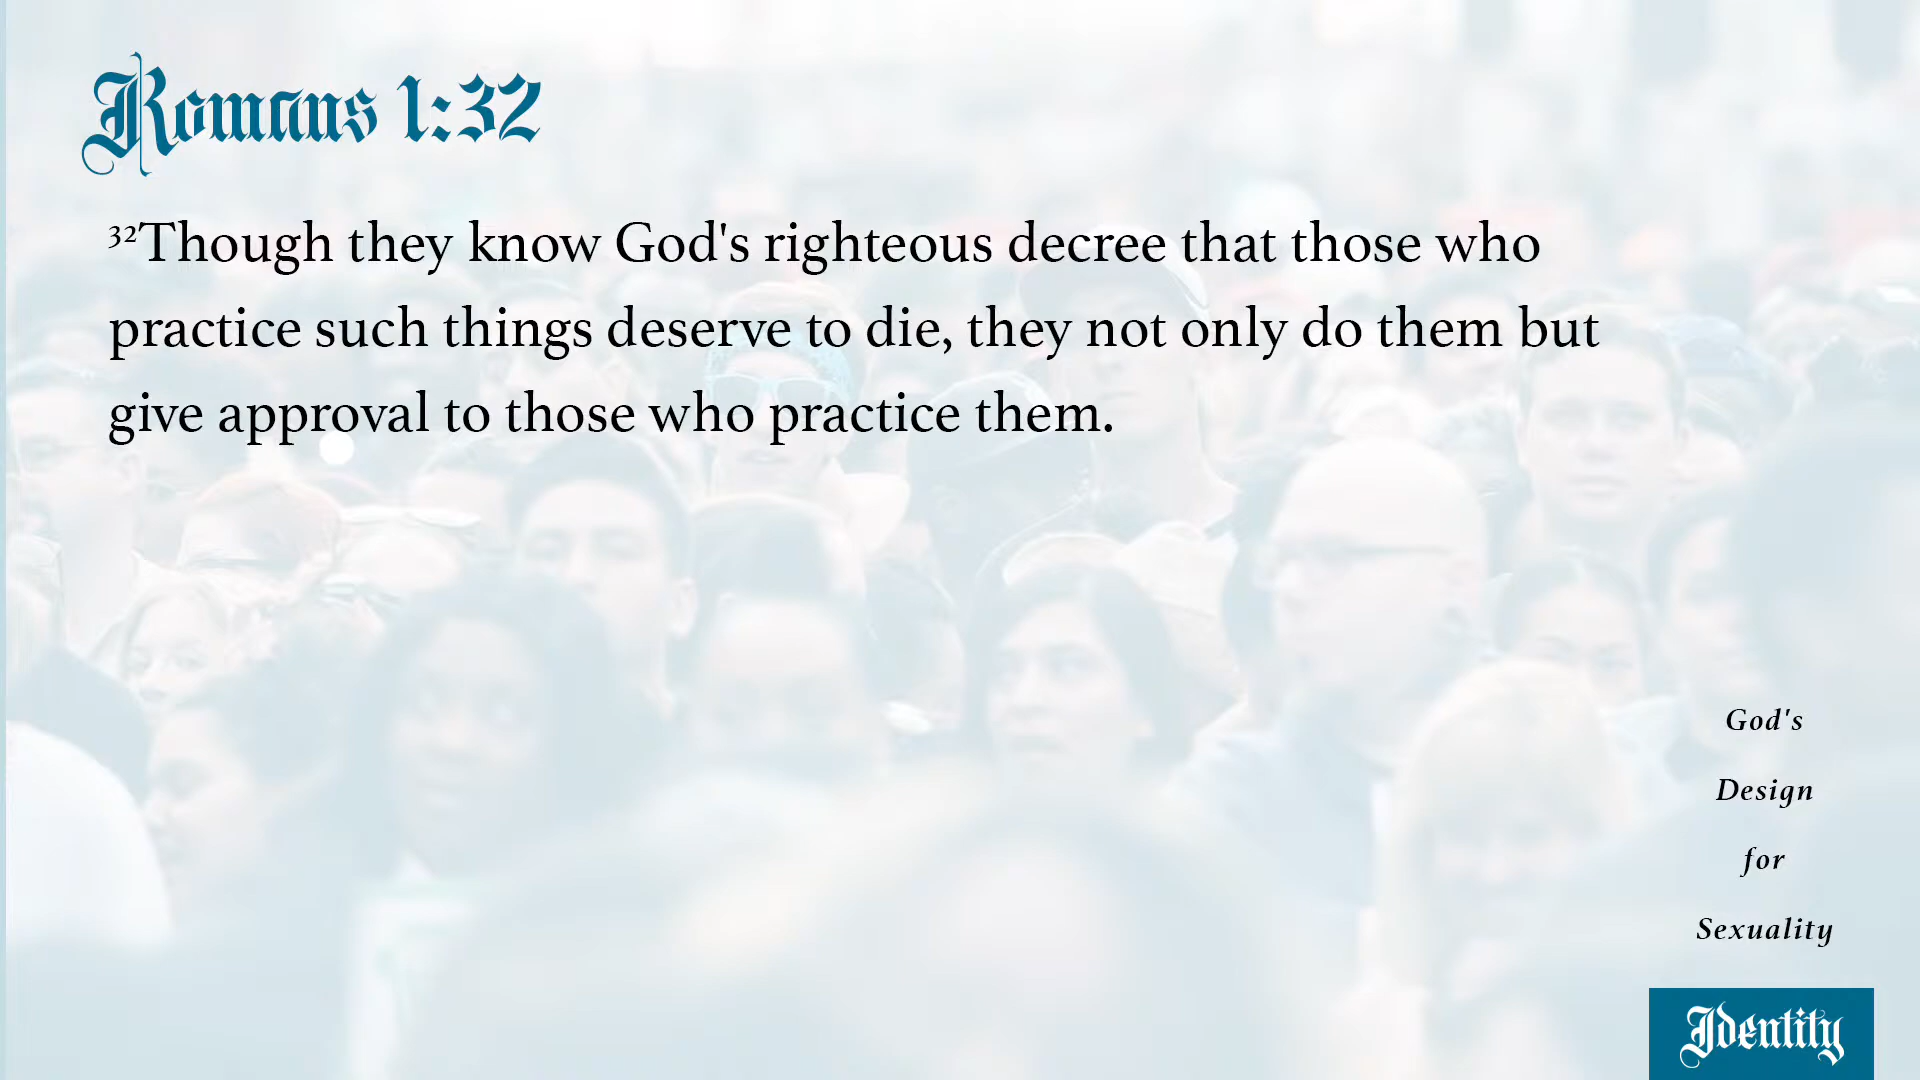 Romans 1:32
³²Though they know God's righteous decree that those who
practice such things deserve to die, they not only do them but
give approval to those who practice them.
God's
Design
for
Sexuality
Identity